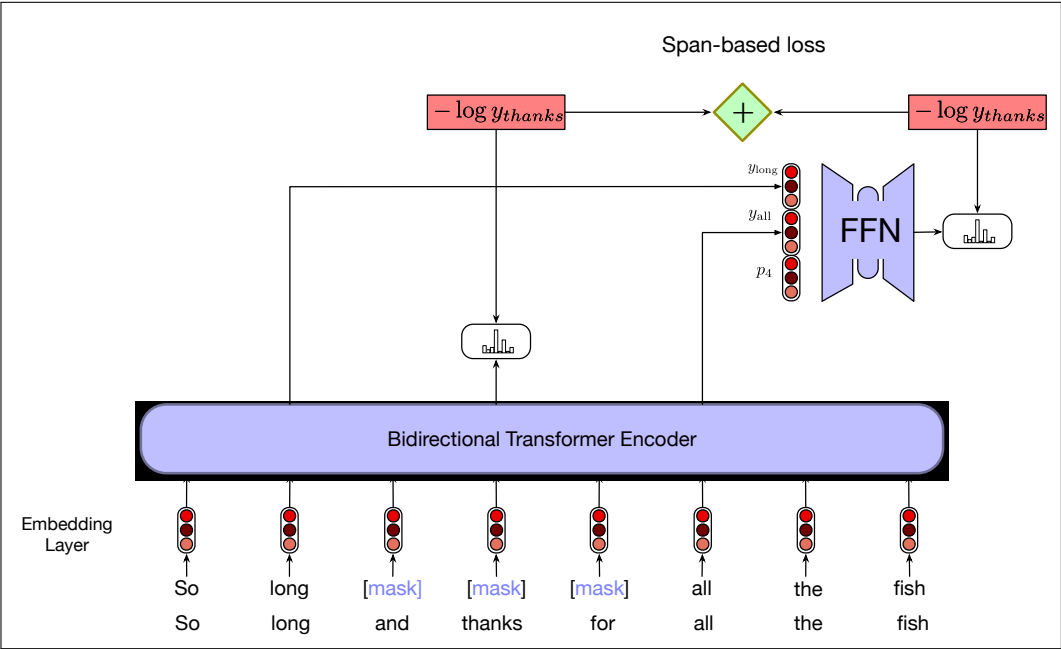 Span-based loss
− log y_thanks + − log y_thanks
y_long
y_all
FFN
p_4
Bidirectional Transformer Encoder
Embedding
Layer
So long [mask] [mask] [mask] all the fish
So long and thanks for all the fish